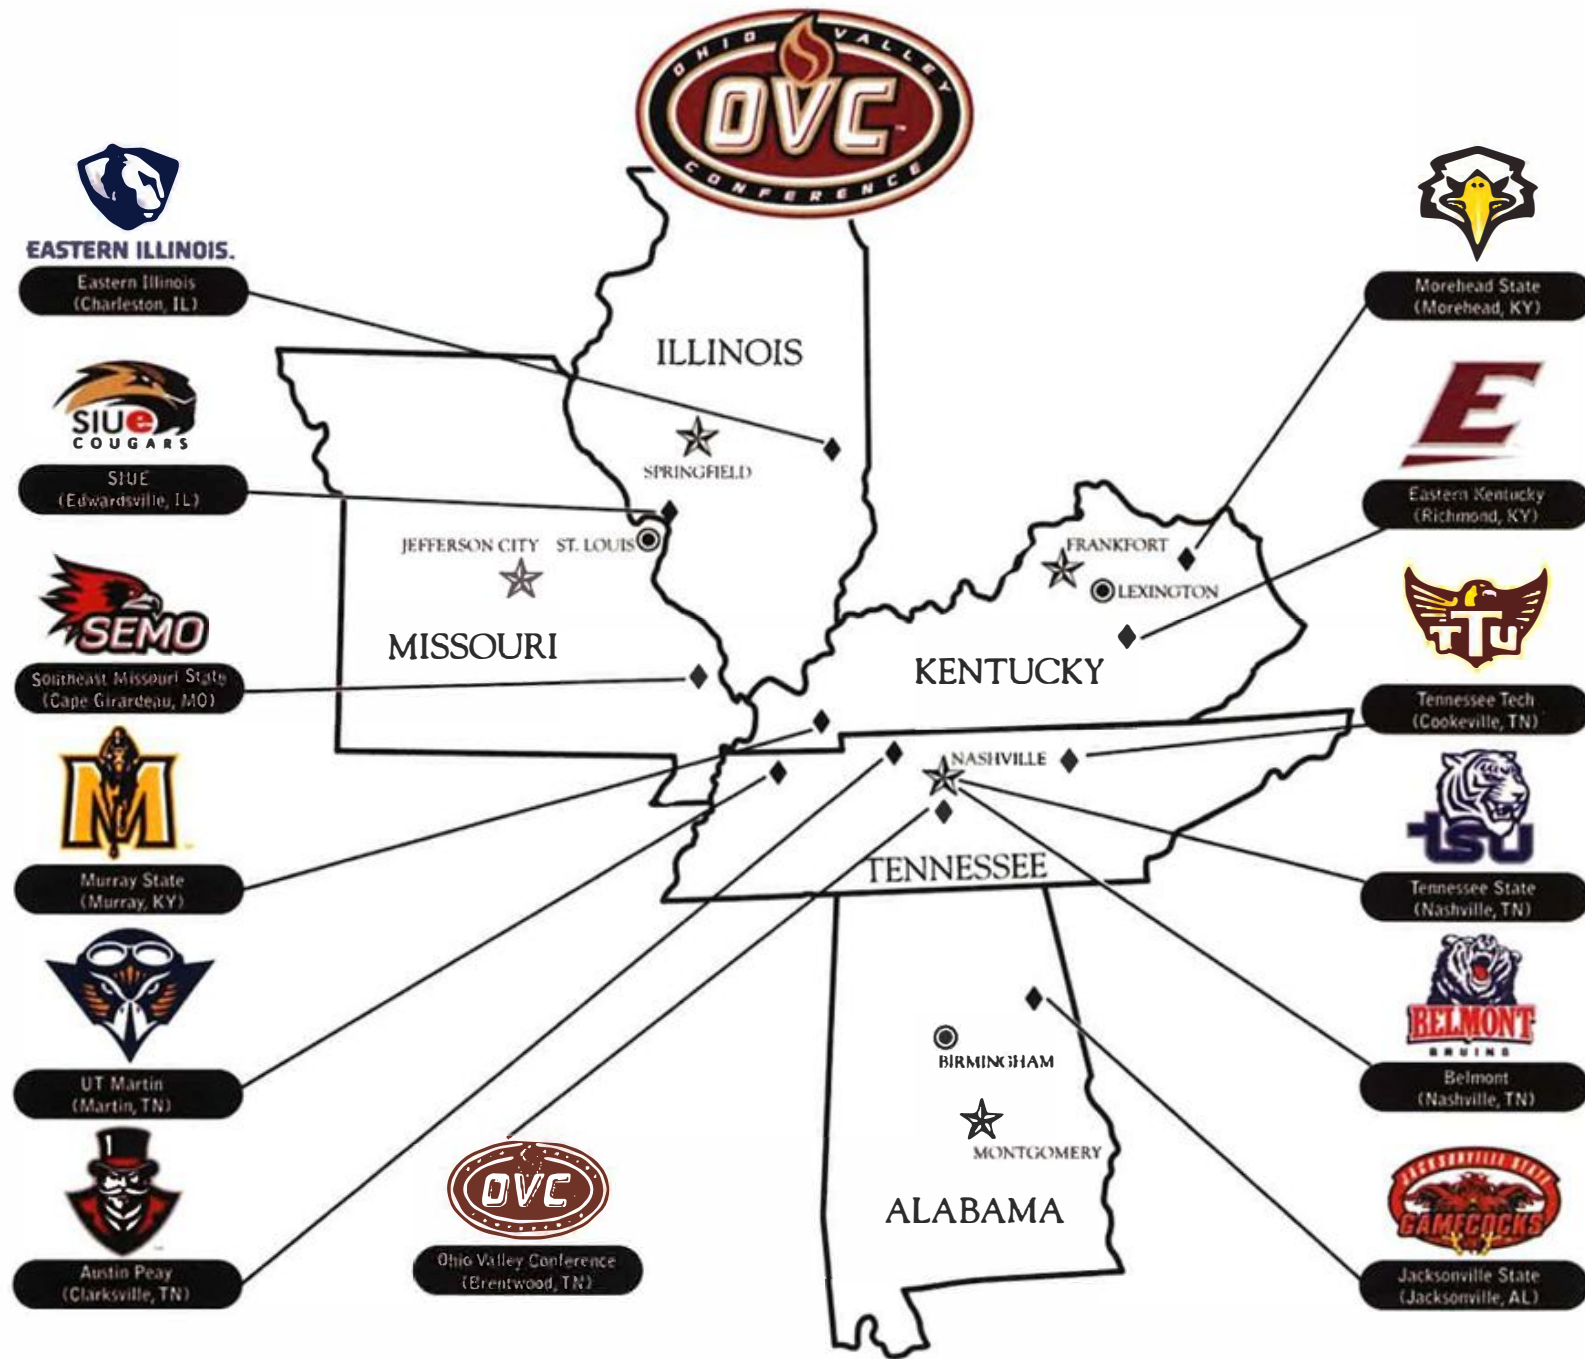 OHIO VALLEY
OVC
CONFERENCE
EASTERN ILLINOIS.
Eastern Illinois
(Charleston, IL)
SIUe
COUGARS
SIUE
(Edwardsville, IL)
SEMO
Southeast Missouri State
(Cape Girardeau, MO)
M
Murray State
(Murray, KY)
UT Martin
(Martin, TN)
Austin Peay
(Clarksville, TN)
OVC
Ohio Valley Conference
(Brentwood, TN)
ILLINOIS
SPRINGFIELD
JEFFERSON CITY
ST. LOUIS
MISSOURI
FRANKFORT
LEXINGTON
KENTUCKY
NASHVILLE
TENNESSEE
BIRMINGHAM
MONTGOMERY
ALABAMA
Morehead State
(Morehead, KY)
E
Eastern Kentucky
(Richmond, KY)
TTU
Tennessee Tech
(Cookeville, TN)
tsu
Tennessee State
(Nashville, TN)
BELMONT
BRUINS
Belmont
(Nashville, TN)
JACKSONVILLE STATE
GAMECOCKS
Jacksonville State
(Jacksonville, AL)